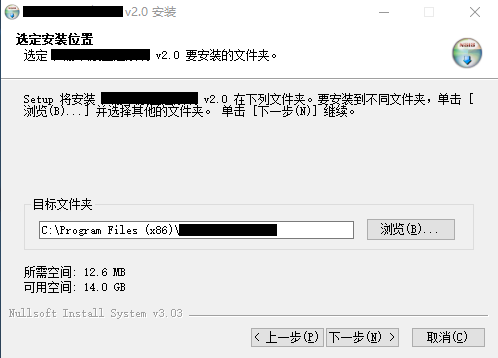 v2.0 安装
选定安装位置
选定 v2.0 要安装的文件夹。
Setup 将安装 v2.0 在下列文件夹。要安装到不同文件夹，单击 [
浏览(B)...] 并选择其他的文件夹。 单击 [下一步(N)] 继续。
目标文件夹
C:\Program Files (x86)\
浏览(B)...
所需空间: 12.6 MB
可用空间: 14.0 GB
Nullsoft Install System v3.03
< 上一步(P) 下一步(N) > 取消(C)